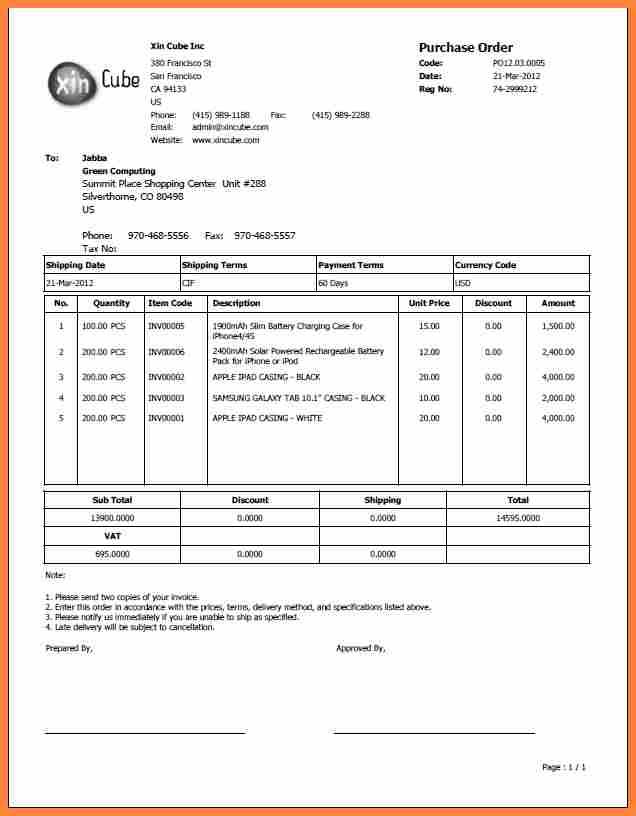 xin Cube
Xin Cube Inc
380 Francisco St
San Francisco
CA 94133
US
Phone: (415) 989-1188 Fax: (415) 989-2288
Email: admin@xincube.com
Website: www.xincube.com
Purchase Order
Code: PO12.03.0005
Date: 21-Mar-2012
Reg No: 74-2999212
To: Jabba
Green Computing
Summit Place Shopping Center Unit #288
Silverthorne, CO 80498
US
Phone: 970-468-5556 Fax: 970-468-5557
Tax No:
Shipping Date Shipping Terms Payment Terms Currency Code
21-Mar-2012 CIF 60 Days USD
No. Quantity Item Code Description Unit Price Discount Amount
1 100.00 PCS INV00005 1900mAh Slim Battery Charging Case for 15.00 0.00 1,500.00
iPhone4/4S
2 200.00 PCS INV00006 2400mAh Solar Powered Rechargeable Battery 12.00 0.00 2,400.00
Pack for iPhone or iPod
3 200.00 PCS INV00002 APPLE IPAD CASING - BLACK 20.00 0.00 4,000.00
4 200.00 PCS INV00003 SAMSUNG GALAXY TAB 10.1" CASING - BLACK 10.00 0.00 2,000.00
5 200.00 PCS INV00001 APPLE IPAD CASING - WHITE 20.00 0.00 4,000.00
Sub Total Discount Shipping Total
13900.0000 0.0000 0.0000 14595.0000
VAT
695.0000 0.0000 0.0000
Note:
1. Please send two copies of your invoice.
2. Enter this order in accordance with the prices, terms, delivery method, and specifications listed above.
3. Please notify us immediately if you are unable to ship as specified.
4. Late delivery will be subject to cancellation.
Prepared By, Approved By,
Page : 1 / 1